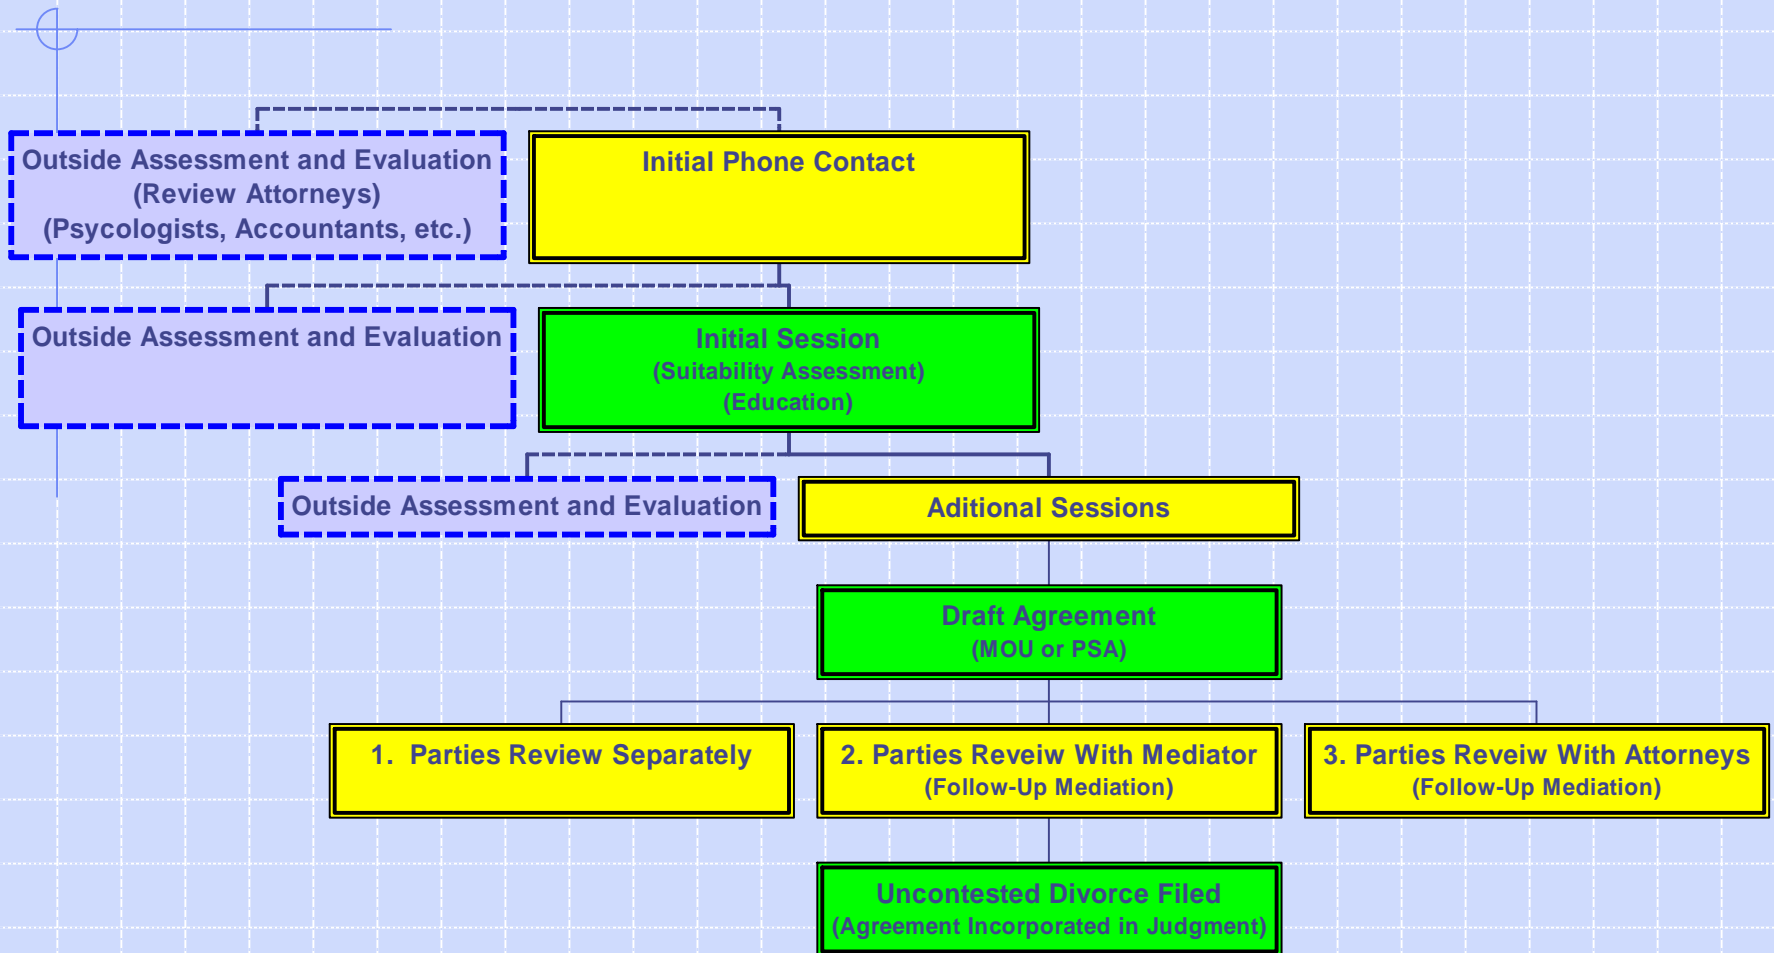 Outside Assessment and Evaluation
(Review Attorneys)
(Psycologists, Accountants, etc.)
Initial Phone Contact
Outside Assessment and Evaluation
Initial Session
(Suitability Assessment)
(Education)
Outside Assessment and Evaluation
Aditional Sessions
Draft Agreement
(MOU or PSA)
1. Parties Review Separately
2. Parties Reveiw With Mediator
(Follow-Up Mediation)
3. Parties Reveiw With Attorneys
(Follow-Up Mediation)
Uncontested Divorce Filed
(Agreement Incorporated in Judgment)